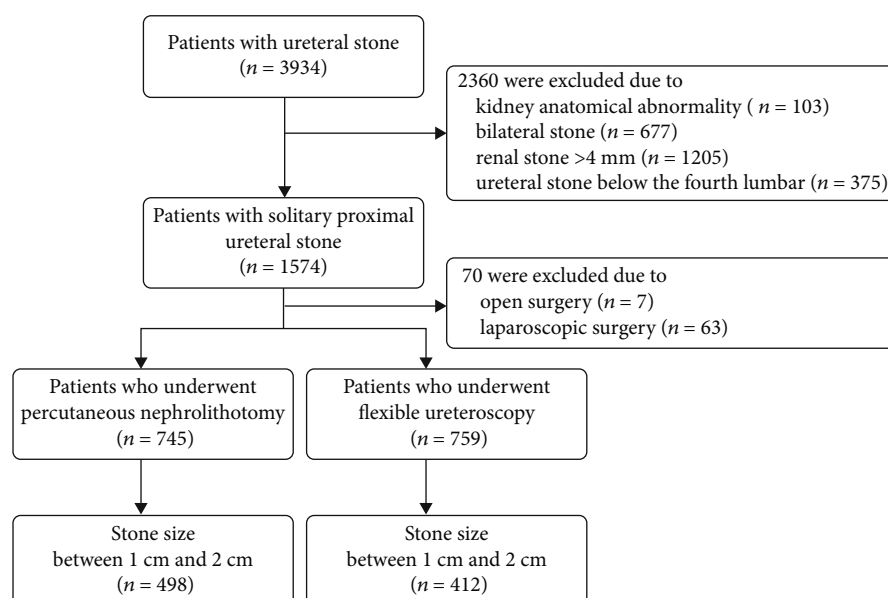 Patients with ureteral stone
(n = 3934)
2360 were excluded due to
kidney anatomical abnormality ( n = 103)
bilateral stone (n = 677)
renal stone >4 mm (n = 1205)
ureteral stone below the fourth lumbar (n = 375)
Patients with solitary proximal
ureteral stone
(n = 1574)
70 were excluded due to
open surgery (n = 7)
laparoscopic surgery (n = 63)
Patients who underwent
percutaneous nephrolithotomy
(n = 745)
Patients who underwent
flexible ureteroscopy
(n = 759)
Stone size
between 1 cm and 2 cm
(n = 498)
Stone size
between 1 cm and 2 cm
(n = 412)